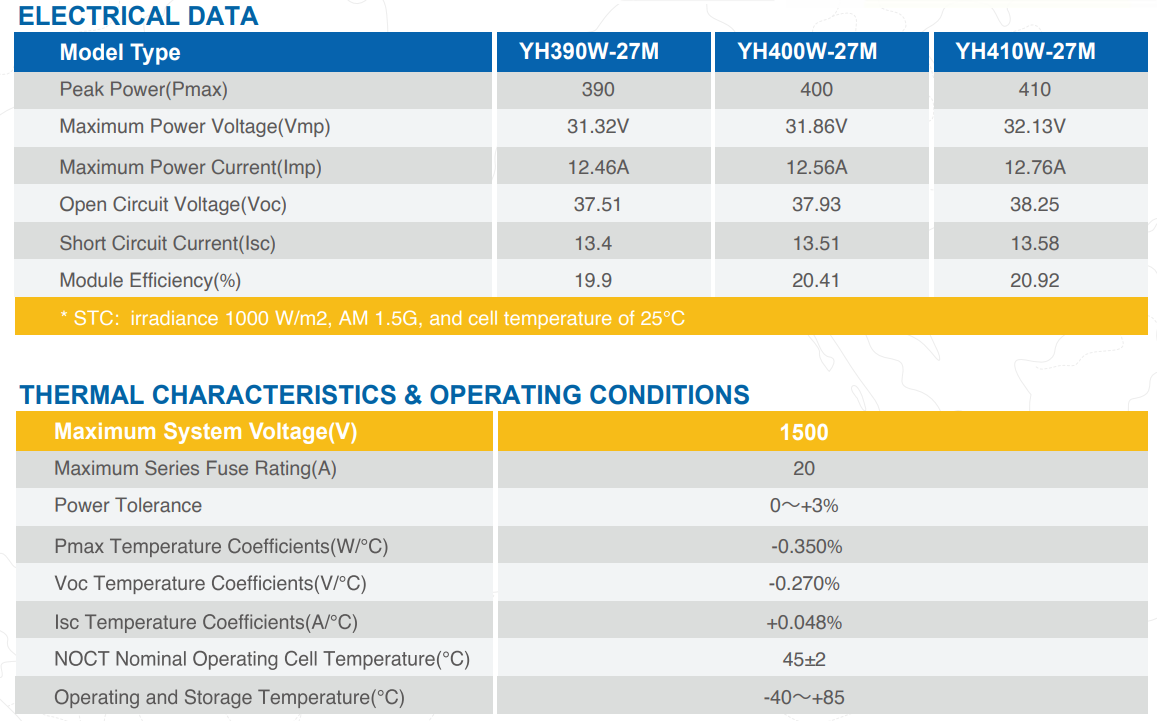 ELECTRICAL DATA
Model Type YH390W-27M YH400W-27M YH410W-27M
Peak Power(Pmax) 390 400 410
Maximum Power Voltage(Vmp) 31.32V 31.86V 32.13V
Maximum Power Current(Imp) 12.46A 12.56A 12.76A
Open Circuit Voltage(Voc) 37.51 37.93 38.25
Short Circuit Current(Isc) 13.4 13.51 13.58
Module Efficiency(%) 19.9 20.41 20.92
* STC: irradiance 1000 W/m2, AM 1.5G, and cell temperature of 25°C
THERMAL CHARACTERISTICS & OPERATING CONDITIONS
Maximum System Voltage(V) 1500
Maximum Series Fuse Rating(A) 20
Power Tolerance 0～+3%
Pmax Temperature Coefficients(W/°C) -0.350%
Voc Temperature Coefficients(V/°C) -0.270%
Isc Temperature Coefficients(A/°C) +0.048%
NOCT Nominal Operating Cell Temperature(°C) 45±2
Operating and Storage Temperature(°C) -40～+85